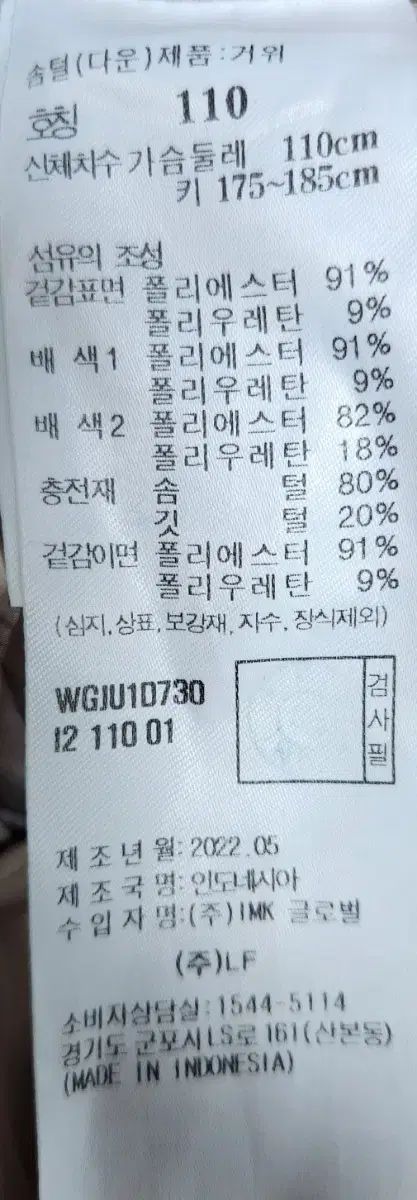 솜털(다운)제품:거위
호칭 110
신체치수 가슴둘레 110cm
키 175~185cm
섬유의 조성
겉감표면 폴리에스터 91%
폴리우레탄 9%
배 색1 폴리에스터 91%
폴리우레탄 9%
배 색2 폴리에스터 82%
폴리우레탄 18%
충전재 솜 털 80%
깃 털 20%
겉감이면 폴리에스터 91%
폴리우레탄 9%
(심지,상표,보강재,자수,장식제외)
WGJU1D730
I2 110 01
검사필
제조년월:2022.05
제조국명:인도네시아
수입자명:(주)IMK 글로벌
(주)LF
소비자상담실:1544-5114
경기도 군포시LS로 161(산본동)
(MADE IN INDONESIA)